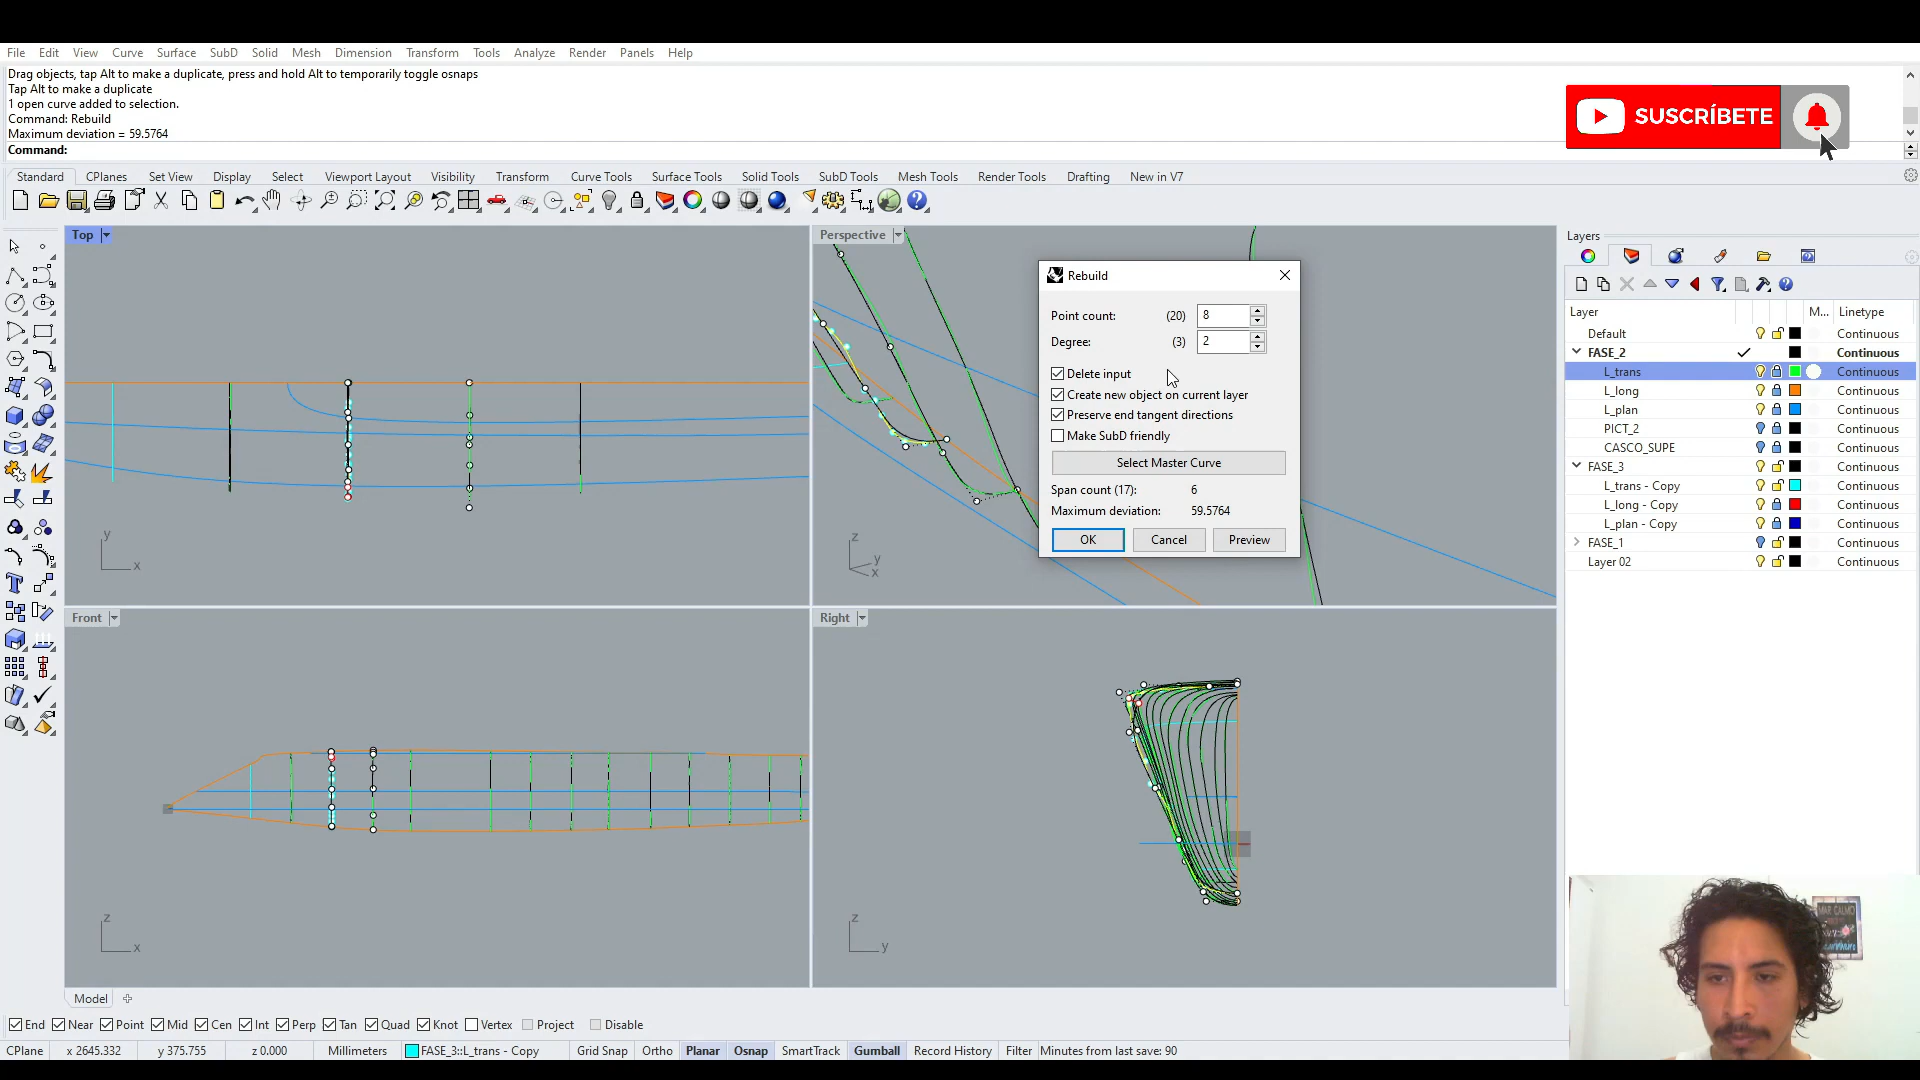 File Edit View Curve Surface SubD Solid Mesh Dimension Transform Tools Analyze Render Panels Help
Drag objects, tap Alt to make a duplicate, press and hold Alt to temporarily toggle osnaps
Tap Alt to make a duplicate
1 open curve added to selection.
Command: Rebuild
Maximum deviation = 59.5764
Command:
SUSCRÍBETE
Standard CPlanes Set View Display Select Viewport Layout Visibility Transform Curve Tools Surface Tools Solid Tools SubD Tools Mesh Tools Render Tools Drafting New in V7
Top
Perspective
Layers
Rebuild
Point count: (20) 8
Degree: (3) 2
Delete input
Create new object on current layer
Preserve end tangent directions
Make SubD friendly
Select Master Curve
Span count (17): 6
Maximum deviation: 59.5764
OK Cancel Preview
Layer M... Linetype
Default Continuous
FASE_2 Continuous
L_trans Continuous
L_long Continuous
L_plan Continuous
PICT_2 Continuous
CASCO_SUPE Continuous
FASE_3 Continuous
L_trans - Copy Continuous
L_long - Copy Continuous
L_plan - Copy Continuous
FASE_1 Continuous
Layer 02 Continuous
y
x
z
y
x
Front
Right
z
x
z
y
MAR CALMO
Model
End Near Point Mid Cen Int Perp Tan Quad Knot Vertex Project Disable
CPlane x 2645.332 y 375.755 z 0.000 Millimeters FASE_3::L_trans - Copy Grid Snap Ortho Planar Osnap SmartTrack Gumball Record History Filter Minutes from last save: 90